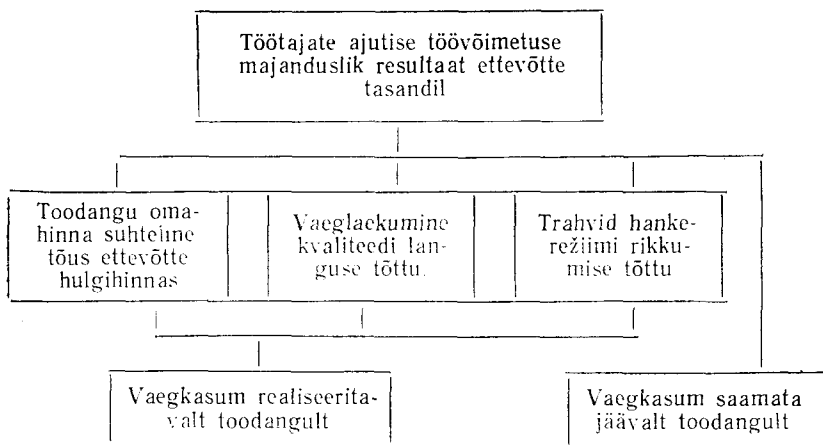 Töötajate ajutise töövõimetuse
majanduslik resultaat ettevõtte
tasandil
Toodangu oma-
hinna suhteline
tõus ettevõtte
hulgihinnas
Vaeglaekumine
kvaliteedi lan-
guse tõttu.
Trahvid hanke-
režiimi rikku-
mise tõttu
Vaegkasum realiseerita-
valt toodangult
Vaegkasum saamata
jäävalt toodangult